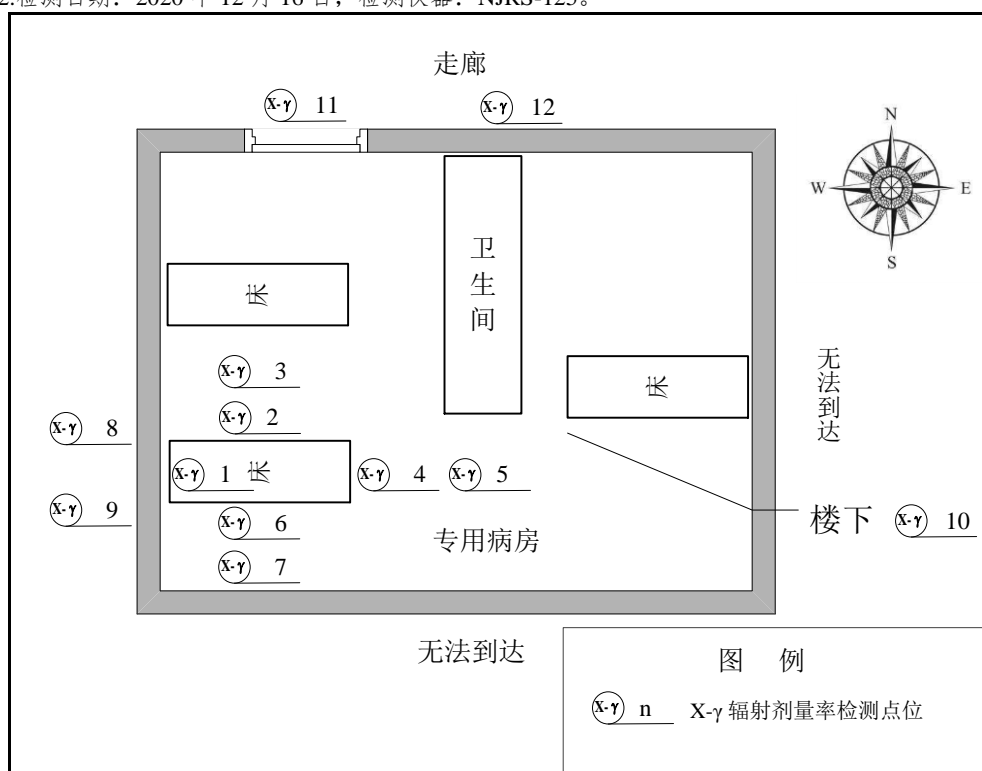 2.检测日期：2020 年 12 月 16 日，检测仪器：NJRS-123。
走廊
X-γ 11
X-γ 12
N
W
E
S
卫生间
床
X-γ 3
无法到达
床
X-γ 2
X-γ 8
X-γ 1
床
X-γ 4
X-γ 5
X-γ 9
X-γ 6
楼下
X-γ 10
专用病房
X-γ 7
无法到达
图 例
X-γ n X-γ 辐射剂量率检测点位